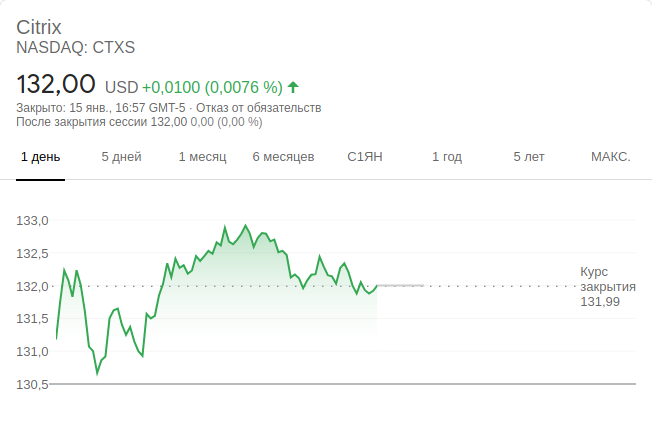 Citrix
NASDAQ: CTXS
132,00 USD +0,0100 (0,0076 %)
Закрыто: 15 янв., 16:57 GMT-5 · Отказ от обязательств
После закрытия сессии 132,00 0,00 (0,00 %)
1 день 5 дней 1 месяц 6 месяцев С1ЯН 1 год 5 лет МАКС.
133,0
132,5
132,0
131,5
131,0
130,5
Курс
закрытия
131,99